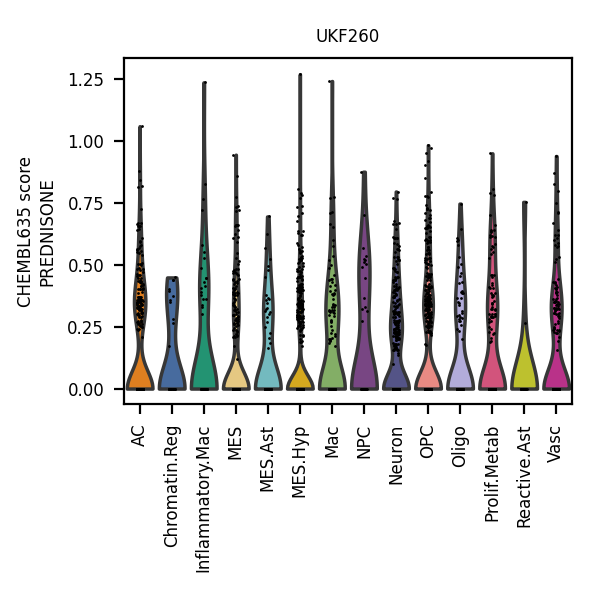 UKF260
CHEMBL635 score
PREDNISONE
1.25
1.00
0.75
0.50
0.25
0.00
AC
Chromatin.Reg
Inflammatory.Mac
MES
MES.Ast
MES.Hyp
Mac
NPC
Neuron
OPC
Oligo
Prolif.Metab
Reactive.Ast
Vasc